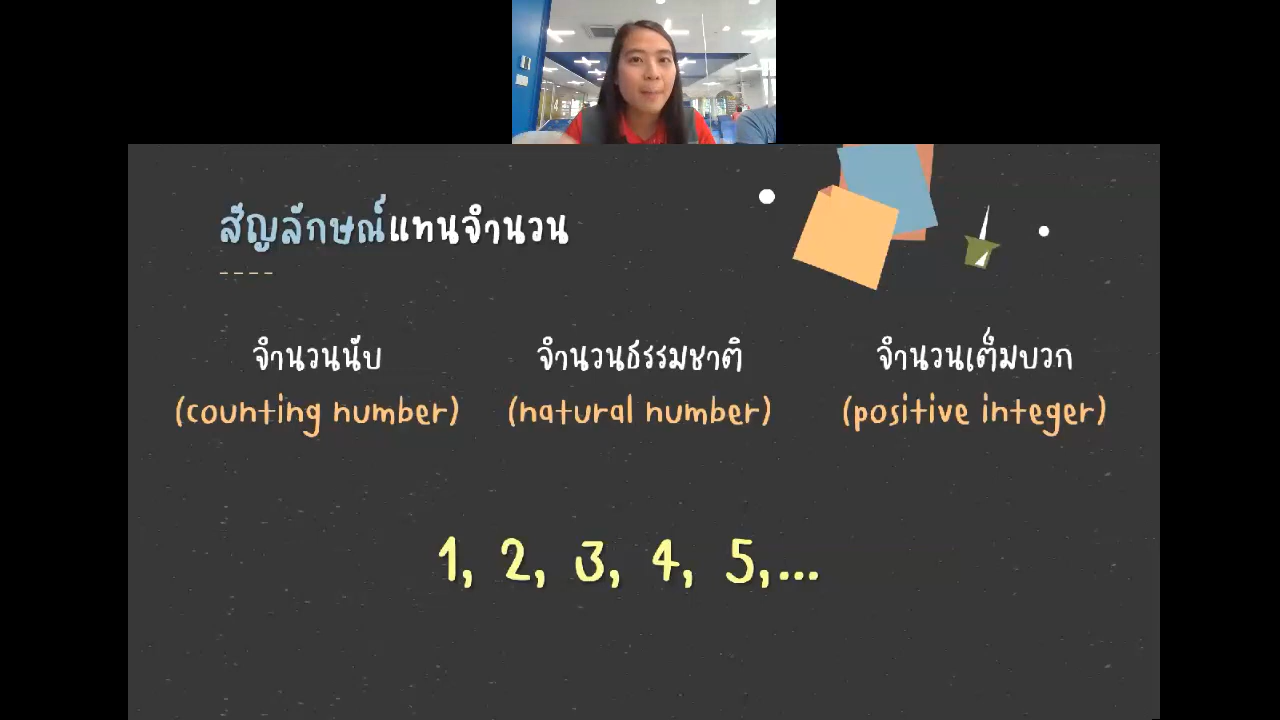 สัญลักษณ์แทนจำนวน
จำนวนนับ
(counting number)
จำนวนธรรมชาติ
(natural number)
จำนวนเต็มบวก
(positive integer)
1, 2, 3, 4, 5,...